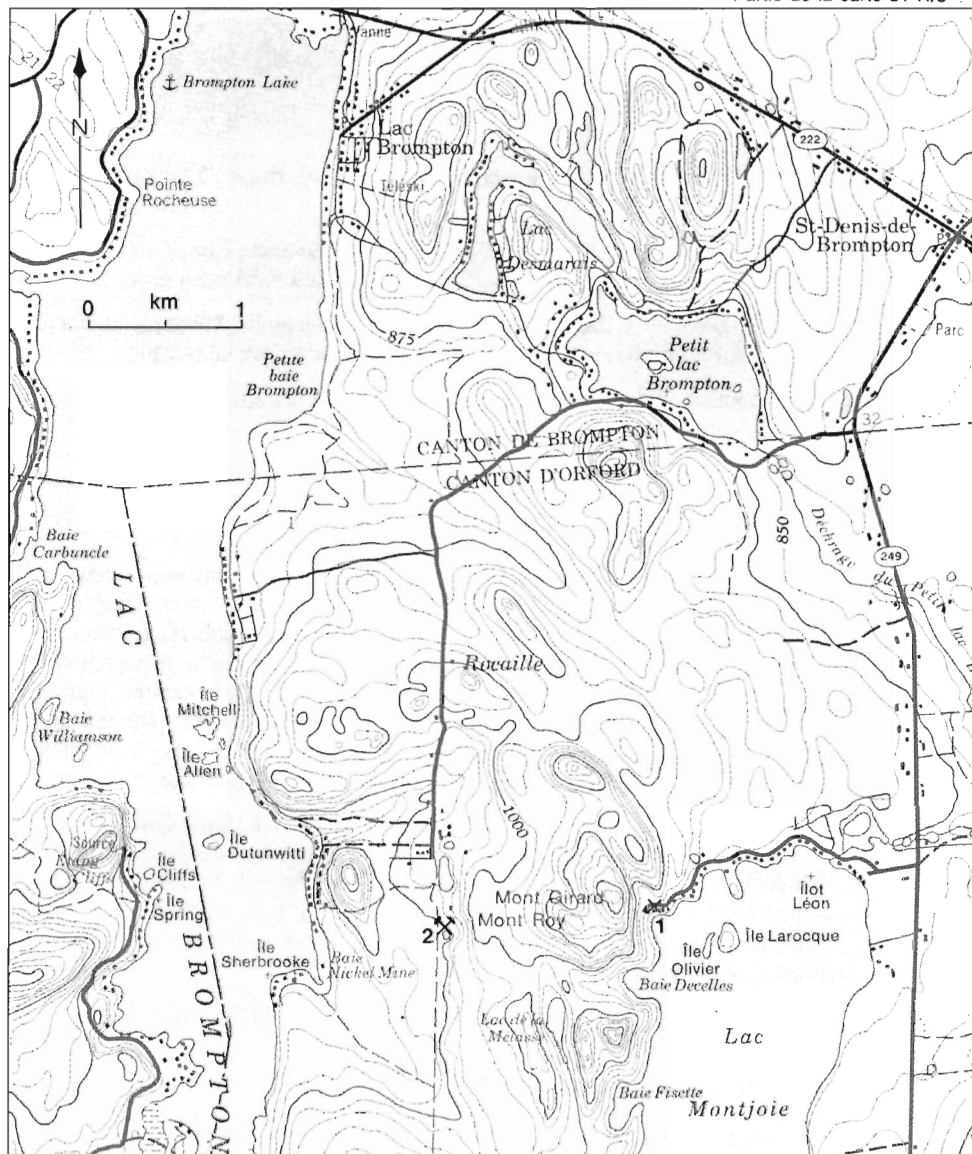 Brompton Lake
N
Lac
Brompton
Téléski
222
Pointe
Rocheuse
St-Denis-de-
Brompton
Lac
Desmarais
0 km 1
875
Parc
Petit
lac
Brompton
Petite
baie
Brompton
32
CANTON DE BROMPTON
CANTON D'ORFORD
850
Décharge du Petit lac
249
Baie
Carbuncle
LAC BROMPTON
Rocaille
Île
Mitchell
Baie
Williamson
Île
Allen
1000
Île
Dutunwitti
Source
Étang
Cliffs
Île
Cliffs
Île
Spring
Mont Girard
Mont Roy
1
2
Îlot
Léon
Île Larocque
Île
Olivier
Baie Decelles
Île
Sherbrooke
Baie
Nickel Mine
Lac de la
Mélasse
Lac
Montjoie
Baie Fisette